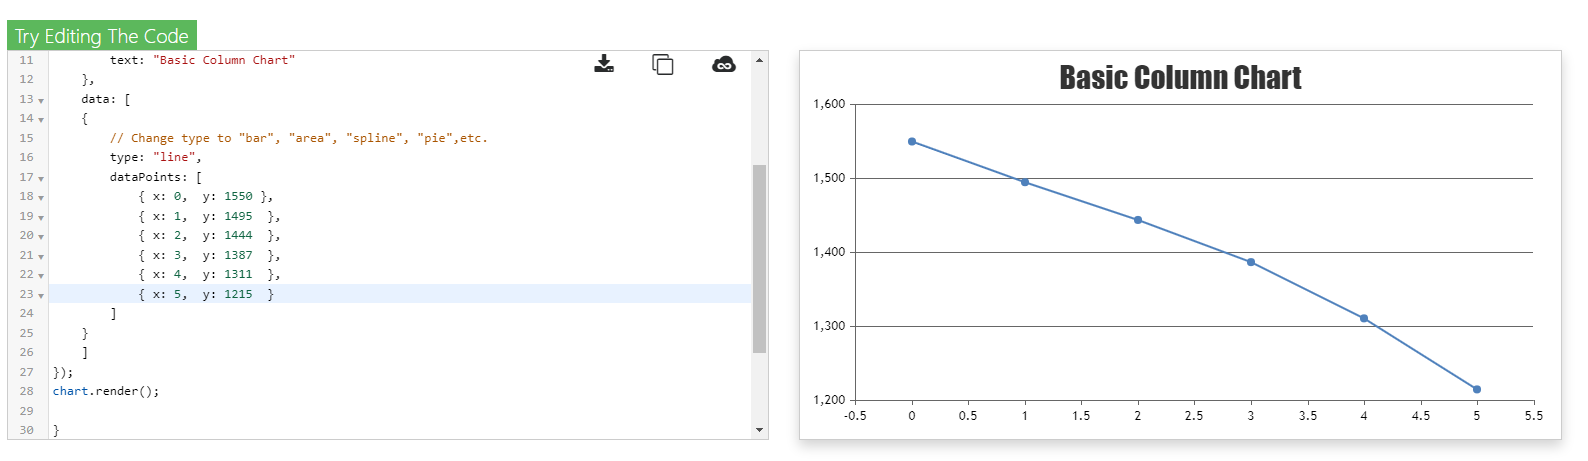 Try Editing The Code
11 text: "Basic Column Chart"
12 },
13 data: [
14 {
15 // Change type to "bar", "area", "spline", "pie",etc.
16 type: "line",
17 dataPoints: [
18 { x: 0, y: 1550 },
19 { x: 1, y: 1495 },
20 { x: 2, y: 1444 },
21 { x: 3, y: 1387 },
22 { x: 4, y: 1311 },
23 { x: 5, y: 1215 }
24 ]
25 }
26 ]
27 });
28 chart.render();
29
30 }
Basic Column Chart
1,600
1,500
1,400
1,300
1,200
-0.5 0 0.5 1 1.5 2 2.5 3 3.5 4 4.5 5 5.5